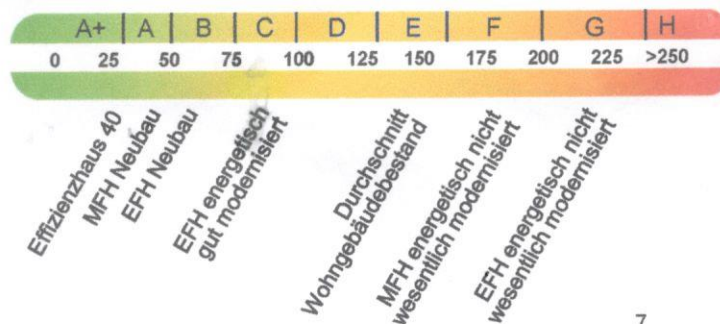 A+ A B C D E F G H
0 25 50 75 100 125 150 175 200 225 >250
Effizienzhaus 40
MFH Neubau
EFH Neubau
EFH energetisch
gut modernisiert
Durchschnitt
Wohngebäudebestand
MFH energetisch nicht
wesentlich modernisiert
EFH energetisch nicht
wesentlich modernisiert
7